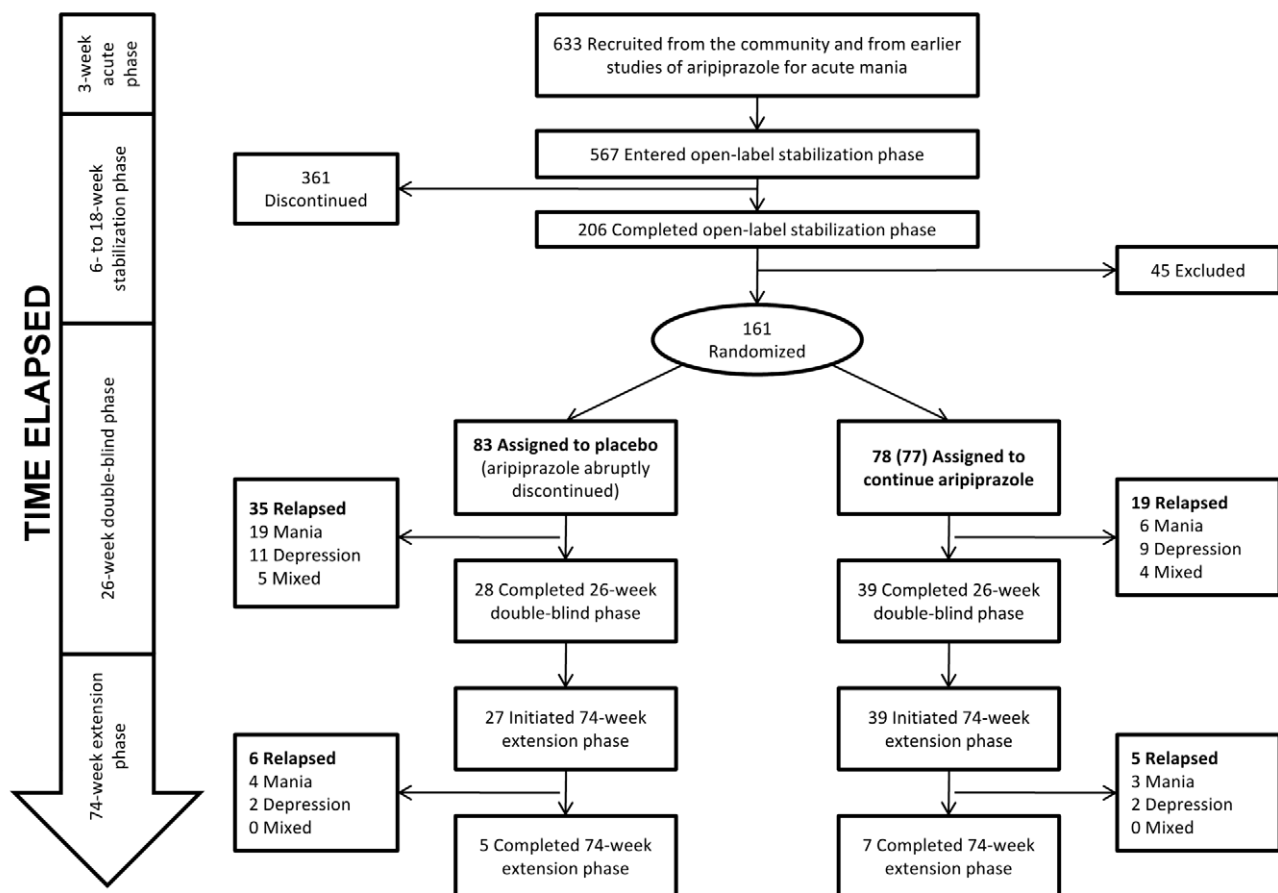 TIME ELAPSED
3-week acute
phase
6- to 18-week
stabilization phase
26-week double-blind phase
74-week extension
phase
633 Recruited from the community and from earlier
studies of aripiprazole for acute mania
567 Entered open-label stabilization phase
361
Discontinued
206 Completed open-label stabilization phase
45 Excluded
161
Randomized
83 Assigned to placebo
(aripiprazole abruptly
discontinued)
78 (77) Assigned to
continue aripiprazole
35 Relapsed
19 Mania
11 Depression
5 Mixed
19 Relapsed
6 Mania
9 Depression
4 Mixed
28 Completed 26-week
double-blind phase
39 Completed 26-week
double-blind phase
27 Initiated 74-week
extension phase
39 Initiated 74-week
extension phase
6 Relapsed
4 Mania
2 Depression
0 Mixed
5 Relapsed
3 Mania
2 Depression
0 Mixed
5 Completed 74-week
extension phase
7 Completed 74-week
extension phase